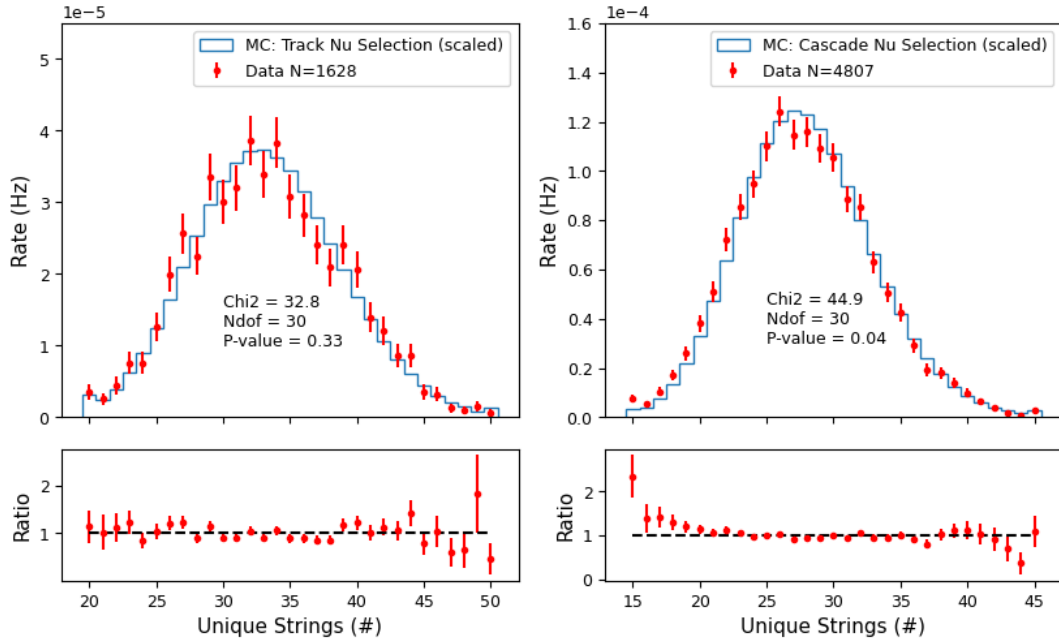 1e−5
MC: Track Nu Selection (scaled)
Data N=1628
Rate (Hz)
5
4
3
2
1
0
Chi2 = 32.8
Ndof = 30
P-value = 0.33
1e−4
MC: Cascade Nu Selection (scaled)
Data N=4807
Rate (Hz)
1.6
1.4
1.2
1.0
0.8
0.6
0.4
0.2
0.0
Chi2 = 44.9
Ndof = 30
P-value = 0.04
Ratio
2
1
20 25 30 35 40 45 50
Unique Strings (#)
Ratio
2
1
0
15 20 25 30 35 40 45
Unique Strings (#)